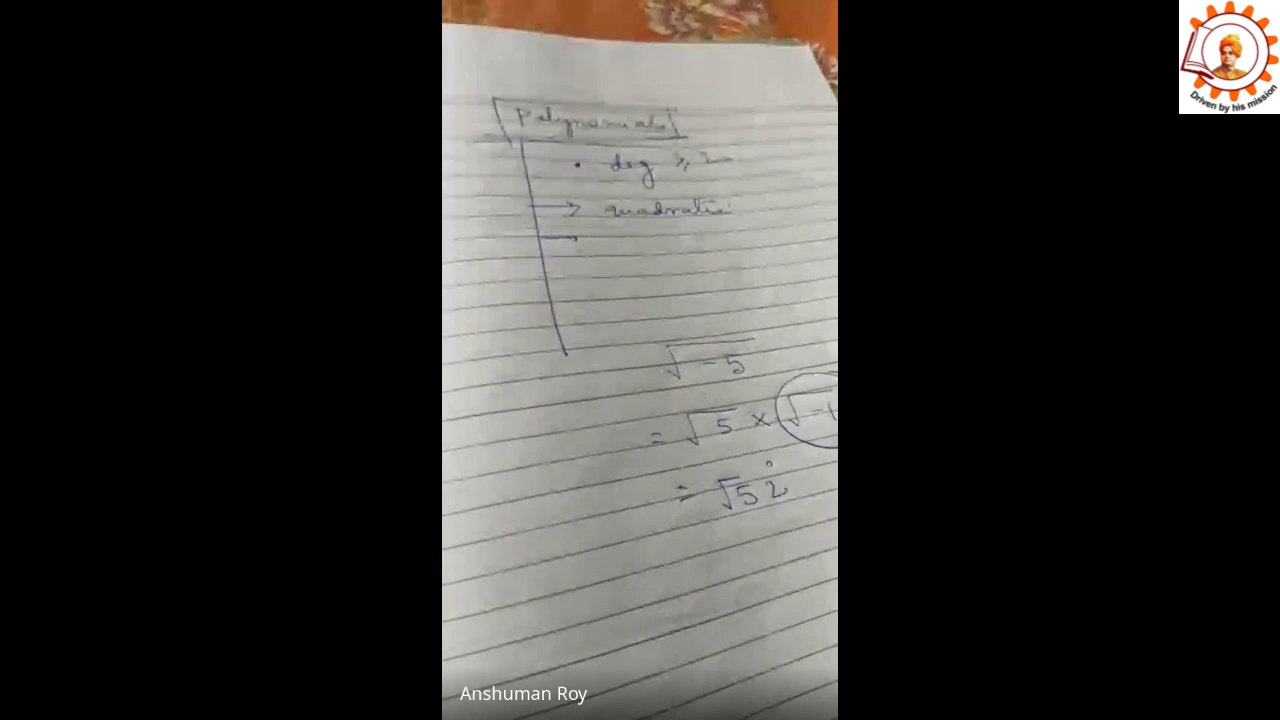 Driven by his mission
Polynomials
• deg ≥ 2
→ quadratic
√-5
= √5 × √-1
= √5 i
Anshuman Roy